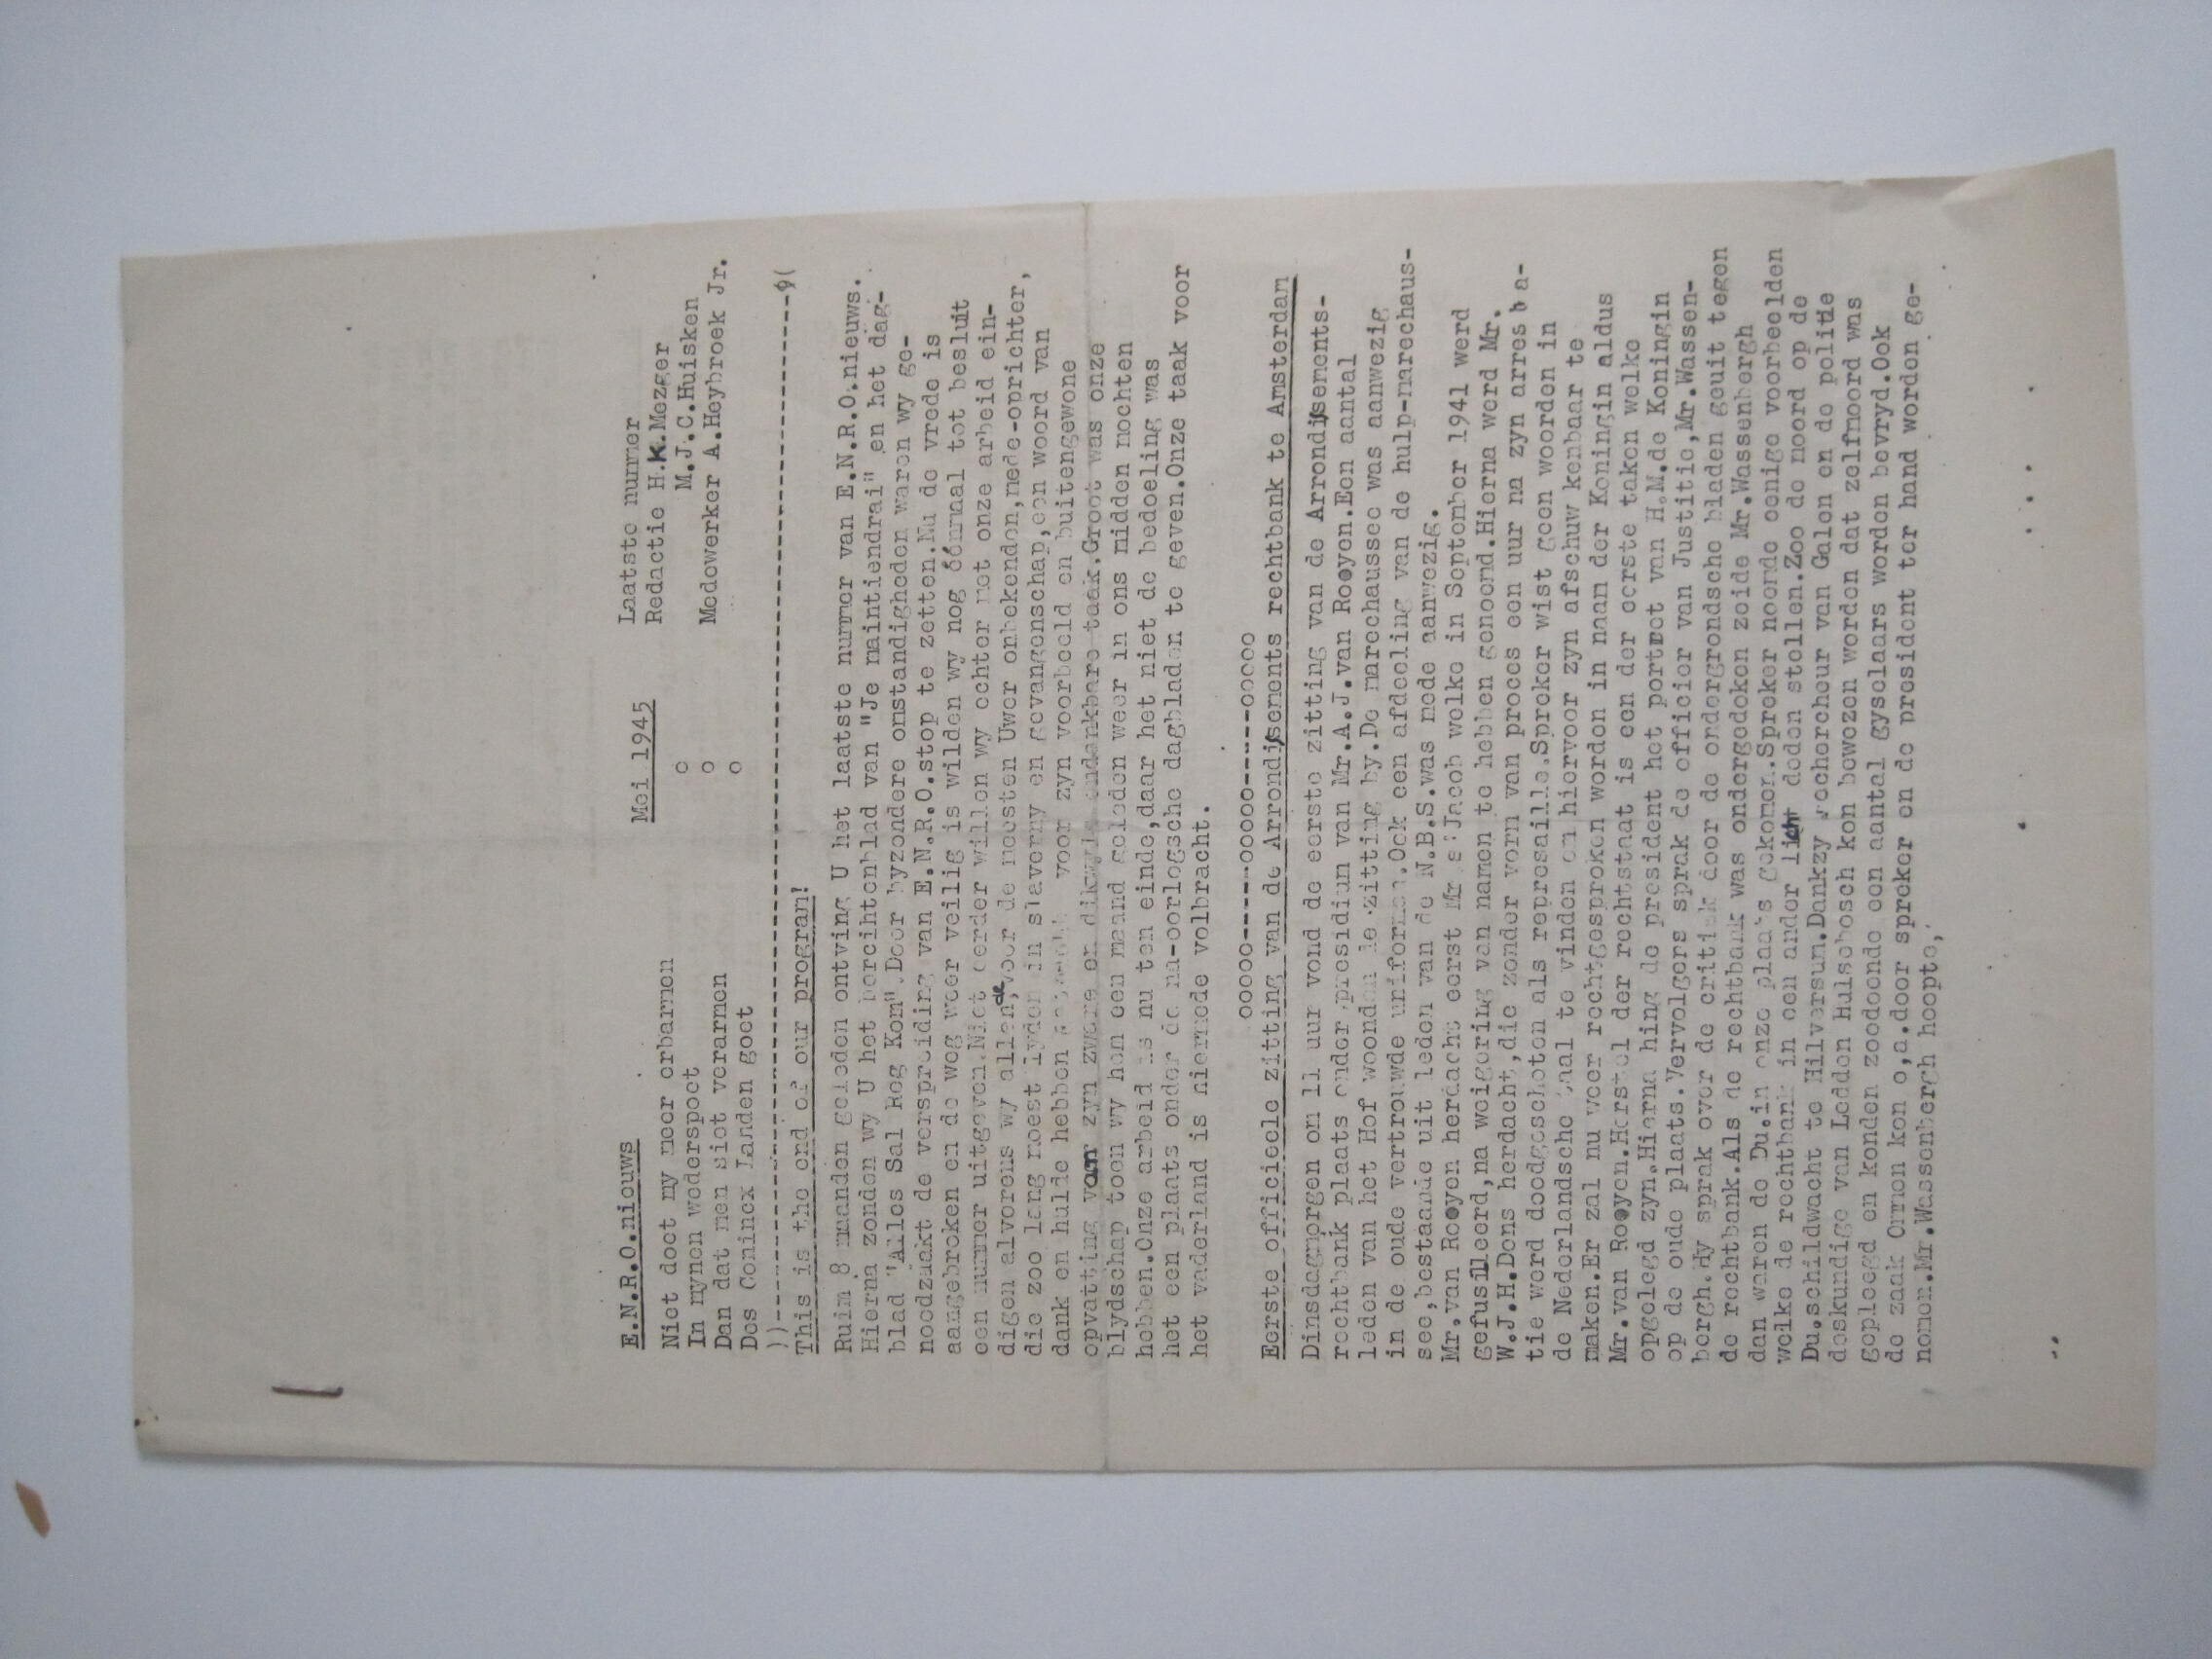 E.N.R.O.nieuws Mei 1945 Laatste nummer
Redactie H.K.Mezger
Niet doet my meer erbarmen o M.J.C.Huisken
In mynen wederspoet o Medewerker A.Heybroek Jr.
Dan dat men siet verarmen o
Des Conincx Landen goet
))------------------------------------------------------------9(
This is the end of our program!
Ruim 8 maanden geleden ontving U het laatste nummer van E.N.R.O.nieuws.
Hierna zonden wy U het bercihtenblad van "Je maintiendrai" en het dag-
blad "Alles Sal Reg Kom".Door byzondere omstandigheden waren wy ge-
noodzaakt de verspreiding van E.N.R.O.stop te zetten.Nu de vrede is
aangebroken en de weg weer veilig is wilden wy nog éénmaal tot besluit
een nummer uitgeven.Niet eerder willen wy echter met onze arbeid ein-
digen alvorens wy allen,de voor de meesten Uwer onbekenden,mede-oprichter,
die zoo lang moest lyden in slaverny en gevangenschap,een woord van
dank en hulde hebben voor zyn voorbeeld en buitengewone
opvatting van zyn zware en dikwyls ondankbare taak.Groot was onze
blydschap toen wy hem een maand geleden weer in ons midden mochten
hebben.Onze arbeid is nu ten einde,daar het niet de bedoeling was
het een plaats onder de na-oorlogsche dagbladen te geven.Onze taak voor
het vaderland is hiermede volbracht.
ooooo-----ooooo----ooooo
Eerste officieele zitting van de Arrondisements rechtbank te Amsterdam
Dinsdagmorgen om 11 uur vond de eerste zitting van de Arrondisements-
rechtbank plaats onder presidium van Mr.A.J.van Rooyen.Een aantal
leden van het Hof woonden de zitting by.De marechaussee was aanwezig
in de oude vertrouwde uniformen.Ook een afdeeling van de hulp-marechaus-
see,bestaande uit leden van de N.B.S.was mede aanwezig.
Mr.van Rooyen herdacht eerst Mr s:Jacob welke in September 1941 werd
gefusilleerd,na weigering van namen te hebben genoemd.Hierna werd Mr.
W.J.H.Dons herdacht,die zonder vorm van proces een uur na zyn arres b a-
tie werd doodgeschoten als represaille.Spreker wist geen woorden in
de Nederlandsche taal te vinden om hiervoor zyn afschuw kenbaar te
maken.Er zal nu weer rechtgesproken worden in naam der Koningin aldus
Mr.van Rooyen.Herstel der rechtstaat is een der eerste taken welke
opgelegd zyn.Hierna hing de president het portret van H.M.de Koningin
op de oude plaats.Vervolgers sprak de officier van Justitie,Mr.Wassen-
bergh.Hy sprak over de critiek door de ondergrondsche bladen geuit tegen
de rechtbank.Als de rechtbank was ondergedoken zeide Mr.Wassenbergh
dan waren de Du.in onze plaats gekomen.Spreker noemde eenige voorbeelden
welke de rechtbank in een ander licht deden stellen.Zoo de moord op de
Du.schildwacht te Hilversum.Dankzy rechercheur van Galen en de politie
deskundige van Ledden Hulsebosch kon bewezen worden dat zelfmoord was
gepleegd en konden zoodoende een aantal gyselaars worden bevryd.Ook
de zaak Ommen kon o,a.door spreker en de president ter hand worden ge-
nomen.Mr.Wassenbergh hoopte,